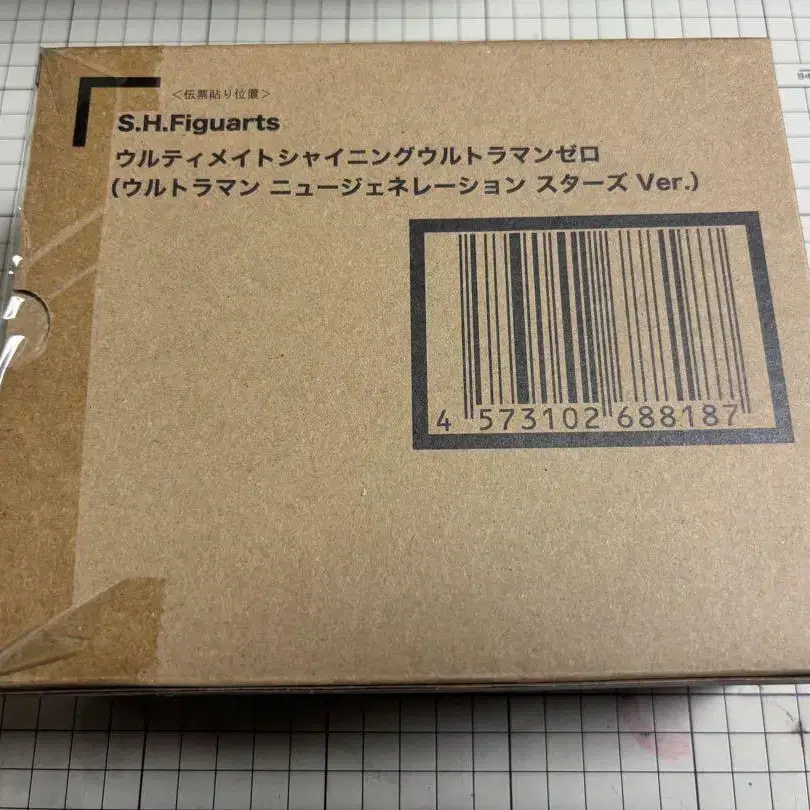 ＜伝票貼り位置＞
S.H.Figuarts
ウルティメイトシャイニングウルトラマンゼロ
(ウルトラマン ニュージェネレーション スターズ Ver.)
4 573102 688187